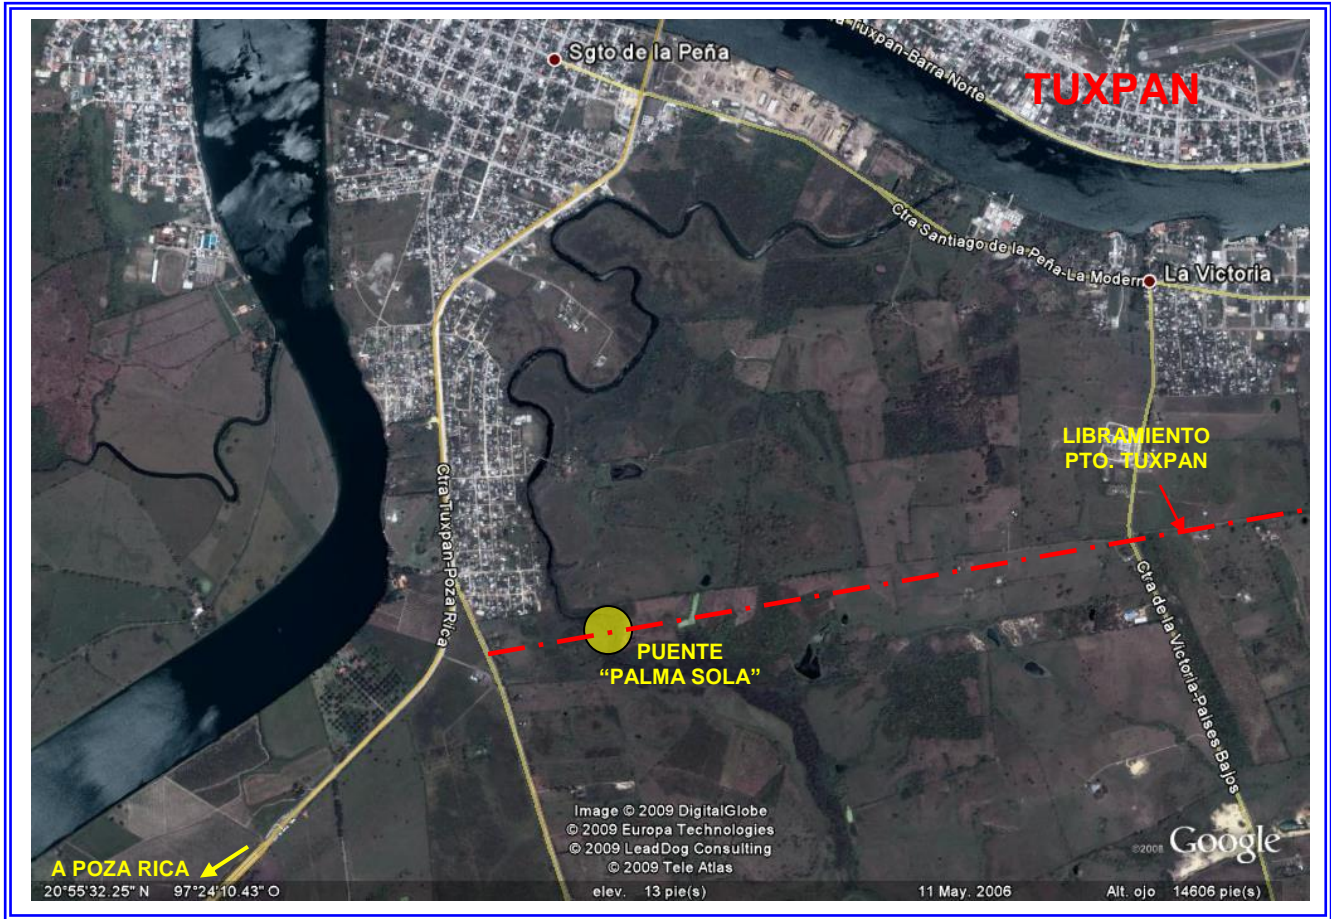 Sgto de la Peña
ra Tuxpan-Barra Norte
TUXPAN
Ctra Santiago de la Peña-La Modern
La Victoria
LIBRAMIENTO
PTO. TUXPAN
Ctra Tuxpan-Poza Rica
PUENTE
“PALMA SOLA”
Ctra de la Victoria-Paises Bajos
Image © 2009 DigitalGlobe
© 2009 Europa Technologies
© 2009 LeadDog Consulting
© 2009 Tele Atlas
©2008 Google
A POZA RICA
20°55'32.25" N 97°24'10.43" O elev. 13 pie(s) 11 May. 2006 Alt. ojo 14606 pie(s)